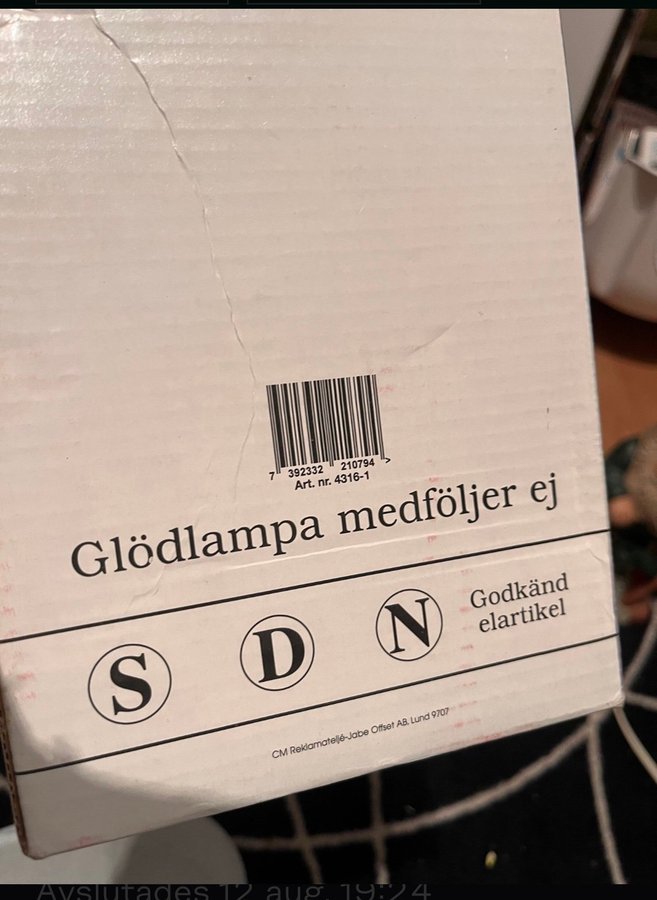 7 392332 210794 >
Art. nr. 4316-1
Glödlampa medföljer ej
S D N Godkänd
elartikel
CM Reklamateljé-Jabe Offset AB, Lund 9707
Avslutades 12 aug. 19:24